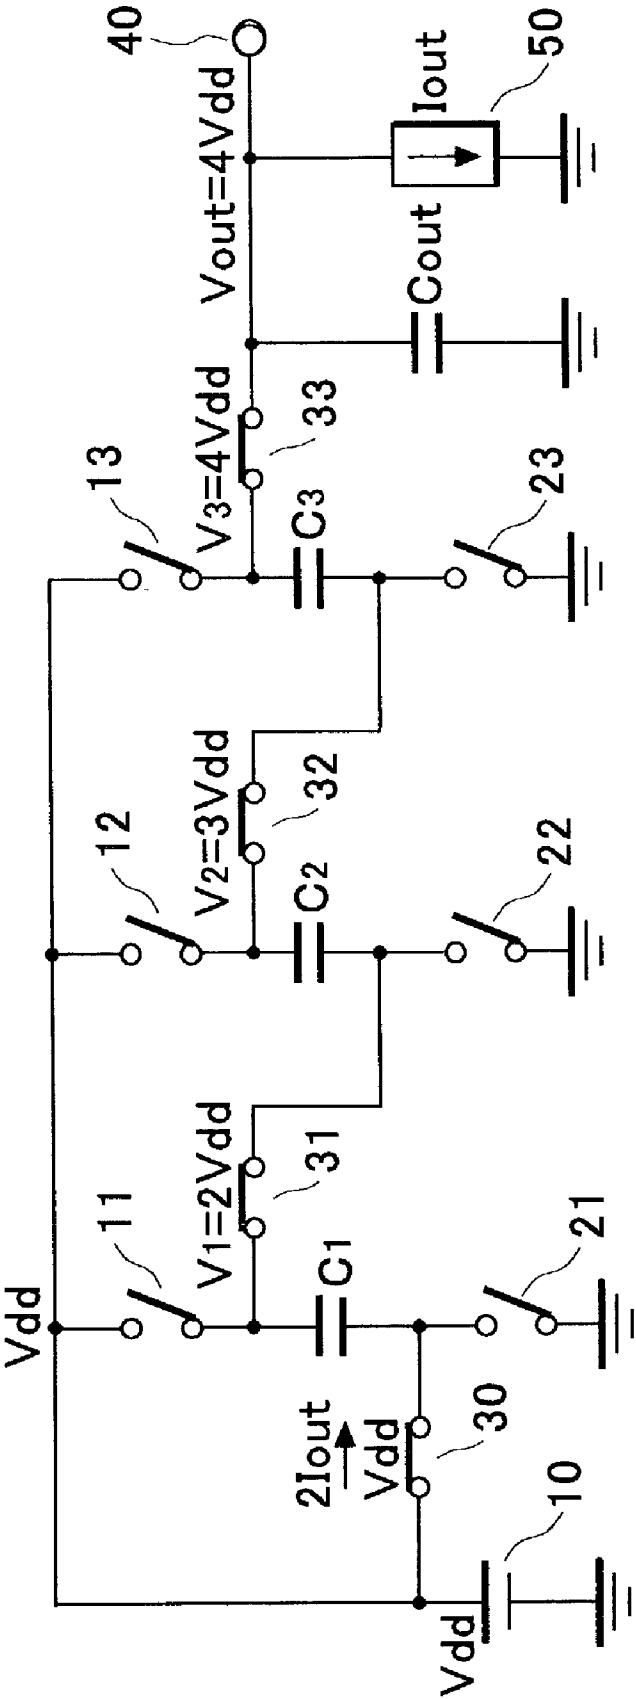 Vdd
11
12
13
V1=2Vdd
V2=3Vdd
V3=4Vdd
Vout=4Vdd
40
31
32
33
C1
C2
C3
Cout
Iout
50
2Iout
Vdd
30
21
22
23
Vdd
10